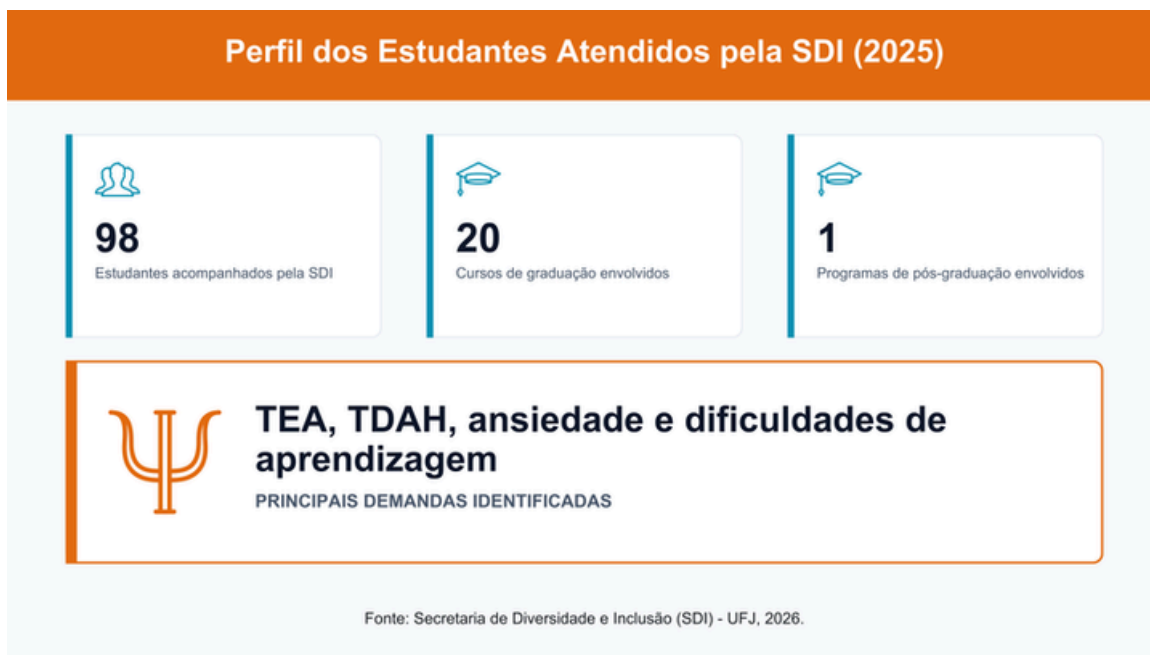 Perfil dos Estudantes Atendidos pela SDI (2025)
98
Estudantes acompanhados pela SDI
20
Cursos de graduação envolvidos
1
Programas de pós-graduação envolvidos
TEA, TDAH, ansiedade e dificuldades de
aprendizagem
PRINCIPAIS DEMANDAS IDENTIFICADAS
Fonte: Secretaria de Diversidade e Inclusão (SDI) - UFJ, 2026.